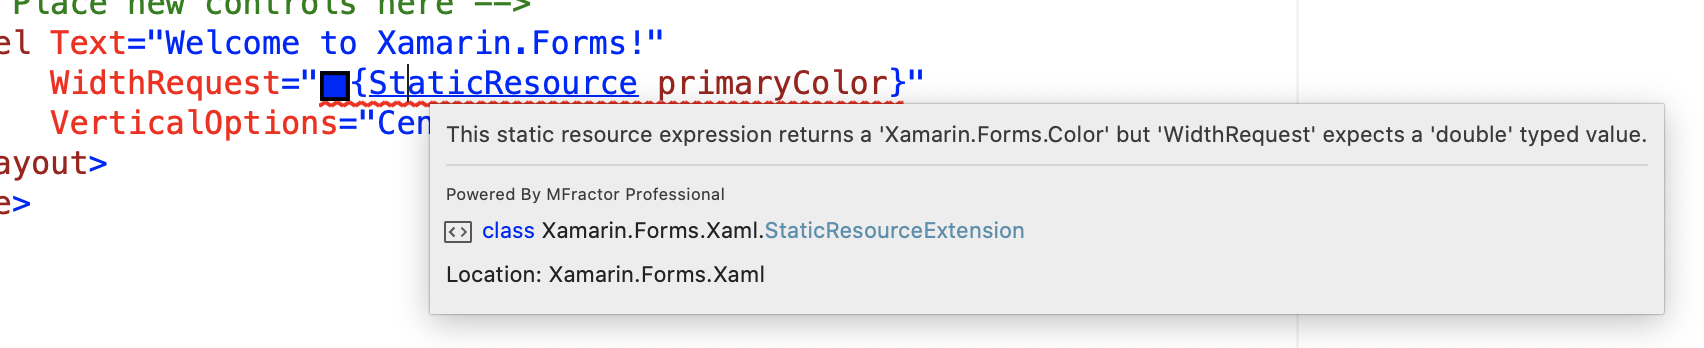 Place new controls here -->
el Text="Welcome to Xamarin.Forms!"
WidthRequest="{StaticResource primaryColor}"
VerticalOptions="Cen
This static resource expression returns a 'Xamarin.Forms.Color' but 'WidthRequest' expects a 'double' typed value.
ayout>
Powered By MFractor Professional
e>
class Xamarin.Forms.Xaml.StaticResourceExtension
Location: Xamarin.Forms.Xaml